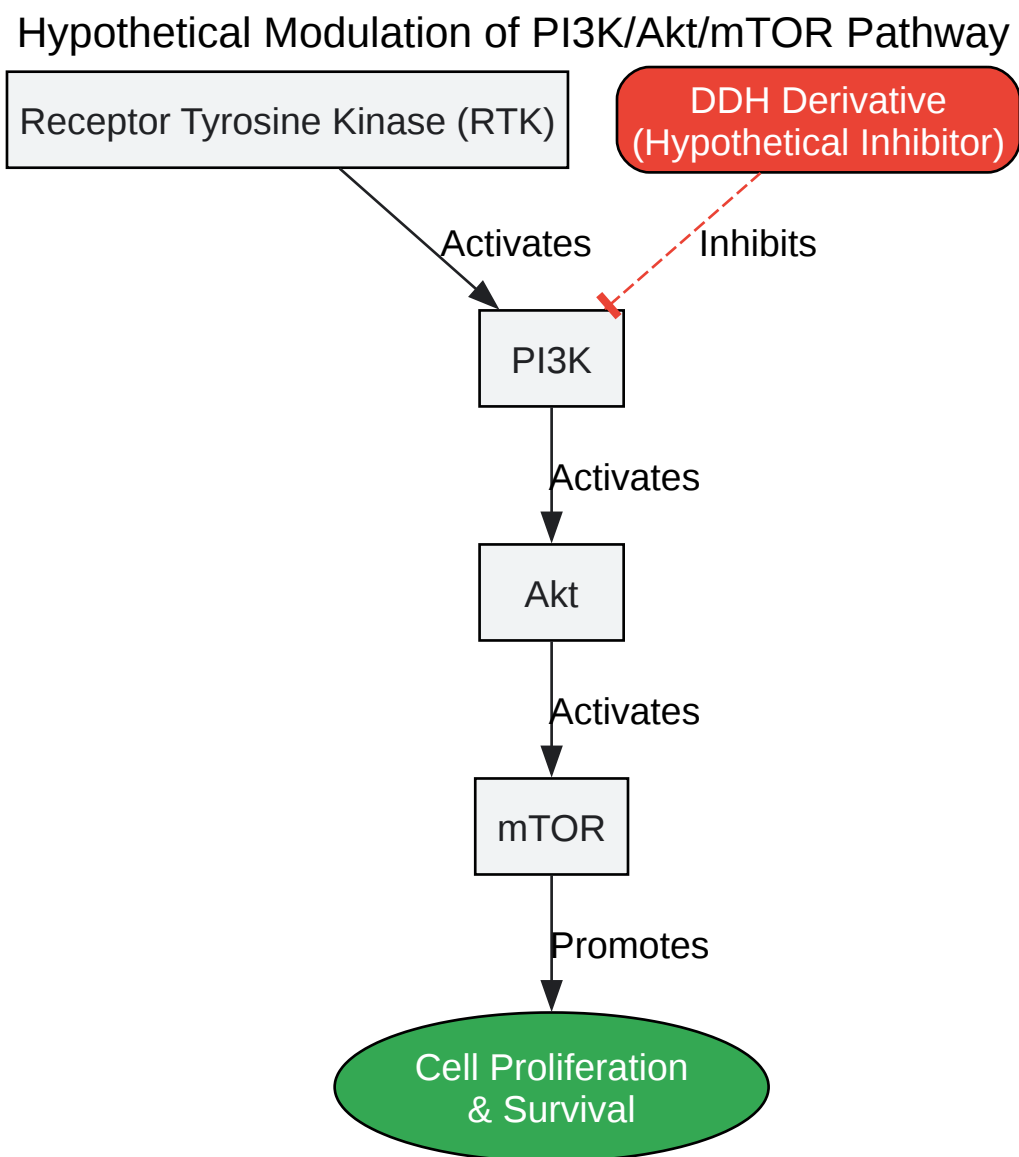 Hypothetical Modulation of PI3K/Akt/mTOR Pathway
Receptor Tyrosine Kinase (RTK)
DDH Derivative
(Hypothetical Inhibitor)
Activates
Inhibits
PI3K
Activates
Akt
Activates
mTOR
Promotes
Cell Proliferation
& Survival